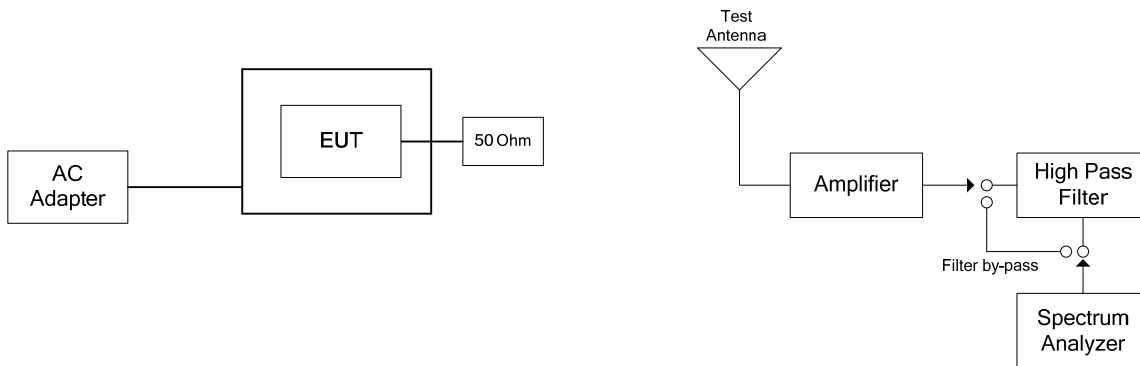 AC
Adapter
EUT
50 Ohm
Test
Antenna
Amplifier
High Pass
Filter
Filter by-pass
Spectrum
Analyzer